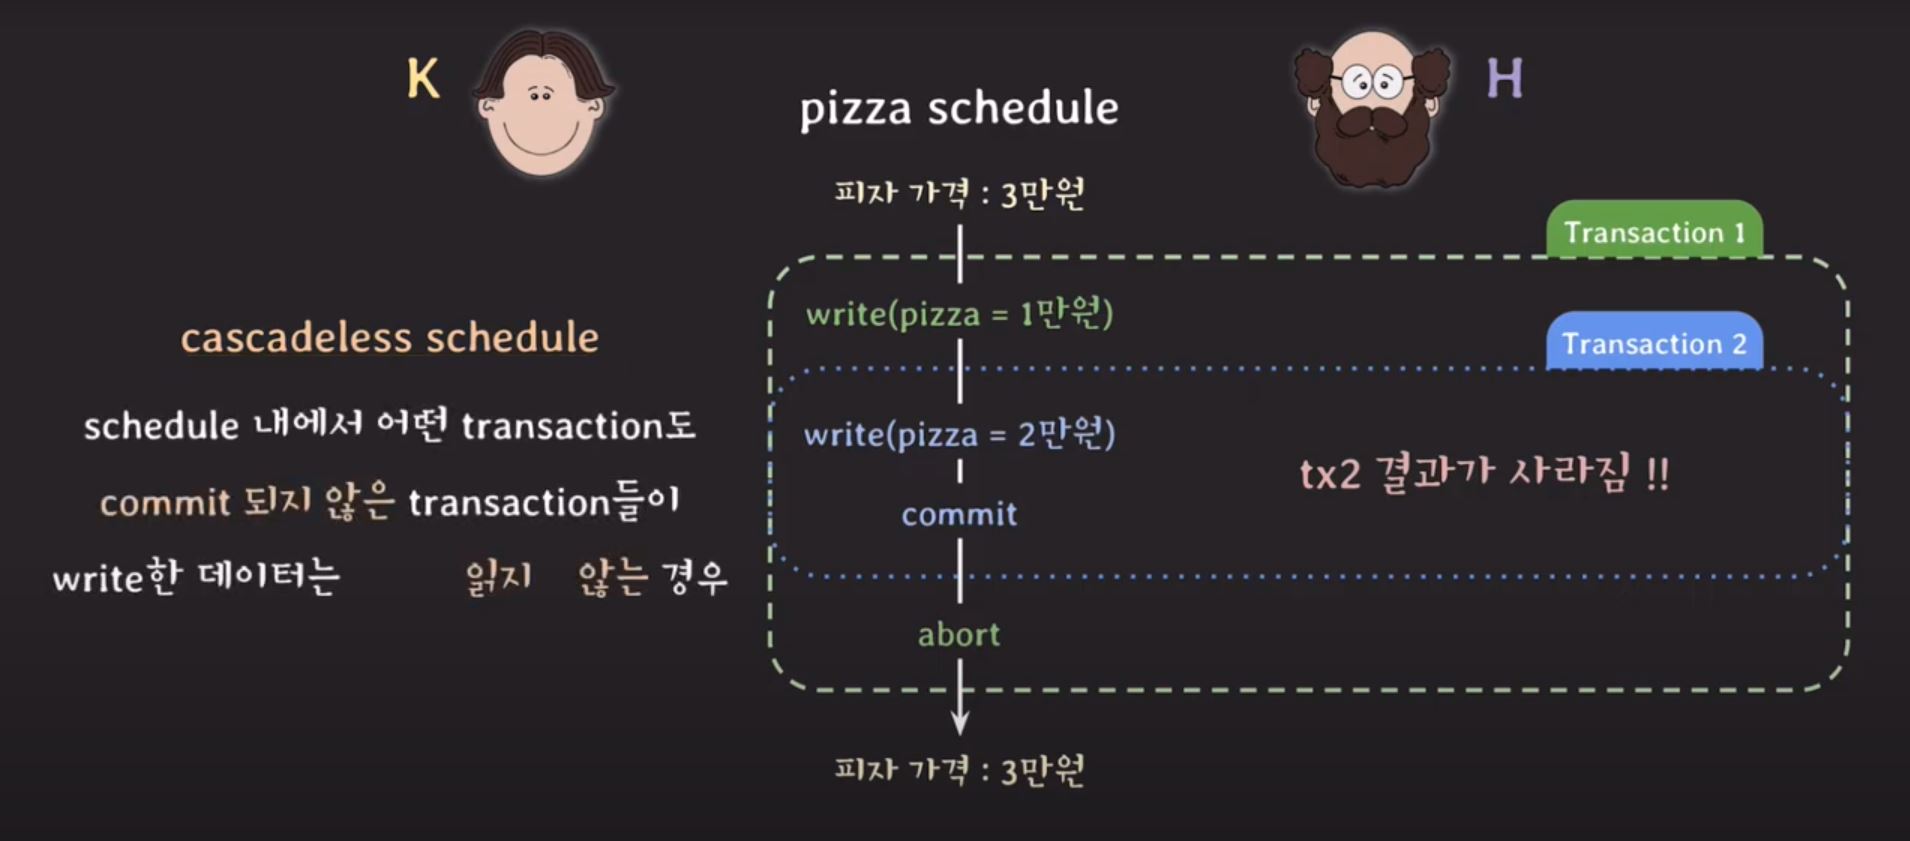 K
H
pizza schedule
피자 가격 : 3만원
Transaction 1
write(pizza = 1만원)
cascadeless schedule
Transaction 2
schedule 내에서 어떤 transaction도
write(pizza = 2만원)
tx2 결과가 사라짐 !!
commit 되지 않은 transaction들이
commit
write한 데이터는 읽지 않는 경우
abort
피자 가격 : 3만원